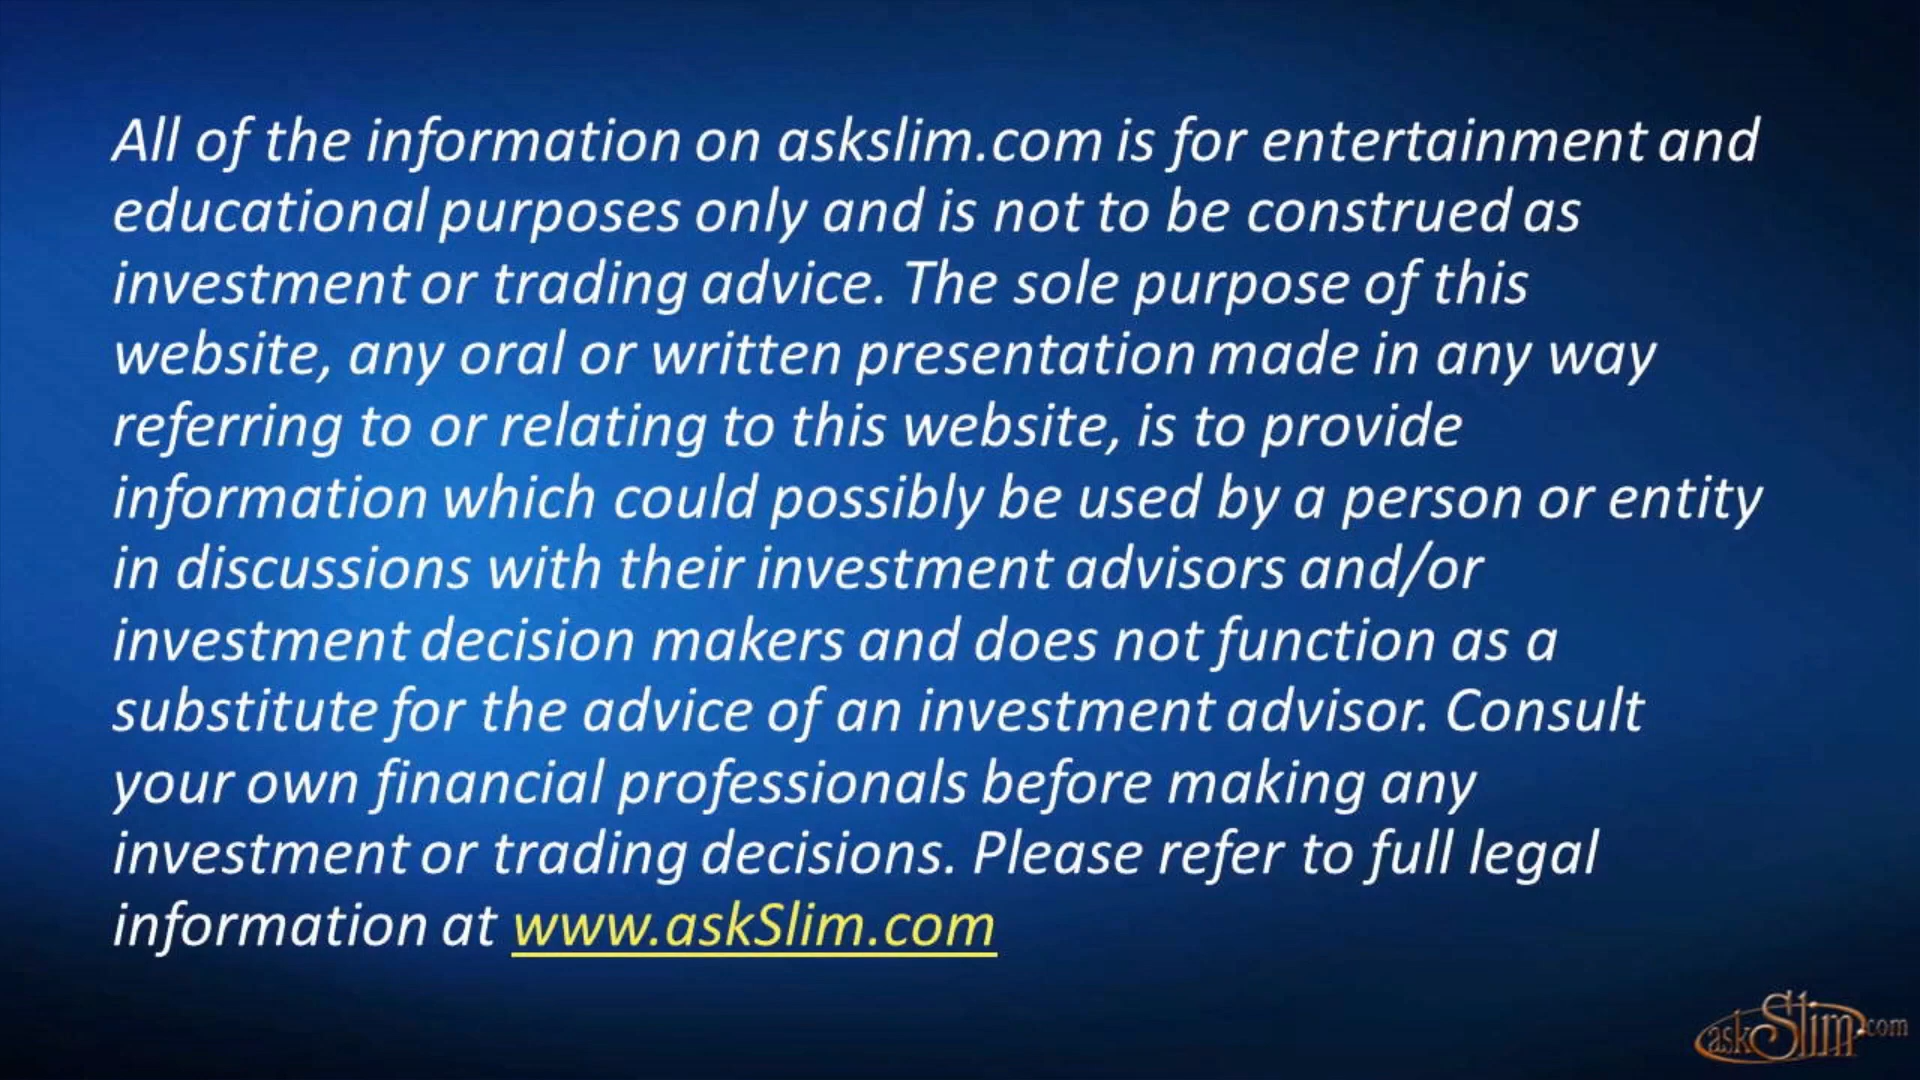 All of the information on askslim.com is for entertainment and
educational purposes only and is not to be construed as
investment or trading advice. The sole purpose of this
website, any oral or written presentation made in any way
referring to or relating to this website, is to provide
information which could possibly be used by a person or entity
in discussions with their investment advisors and/or
investment decision makers and does not function as a
substitute for the advice of an investment advisor. Consult
your own financial professionals before making any
investment or trading decisions. Please refer to full legal
information at www.askSlim.com
askSlim.com